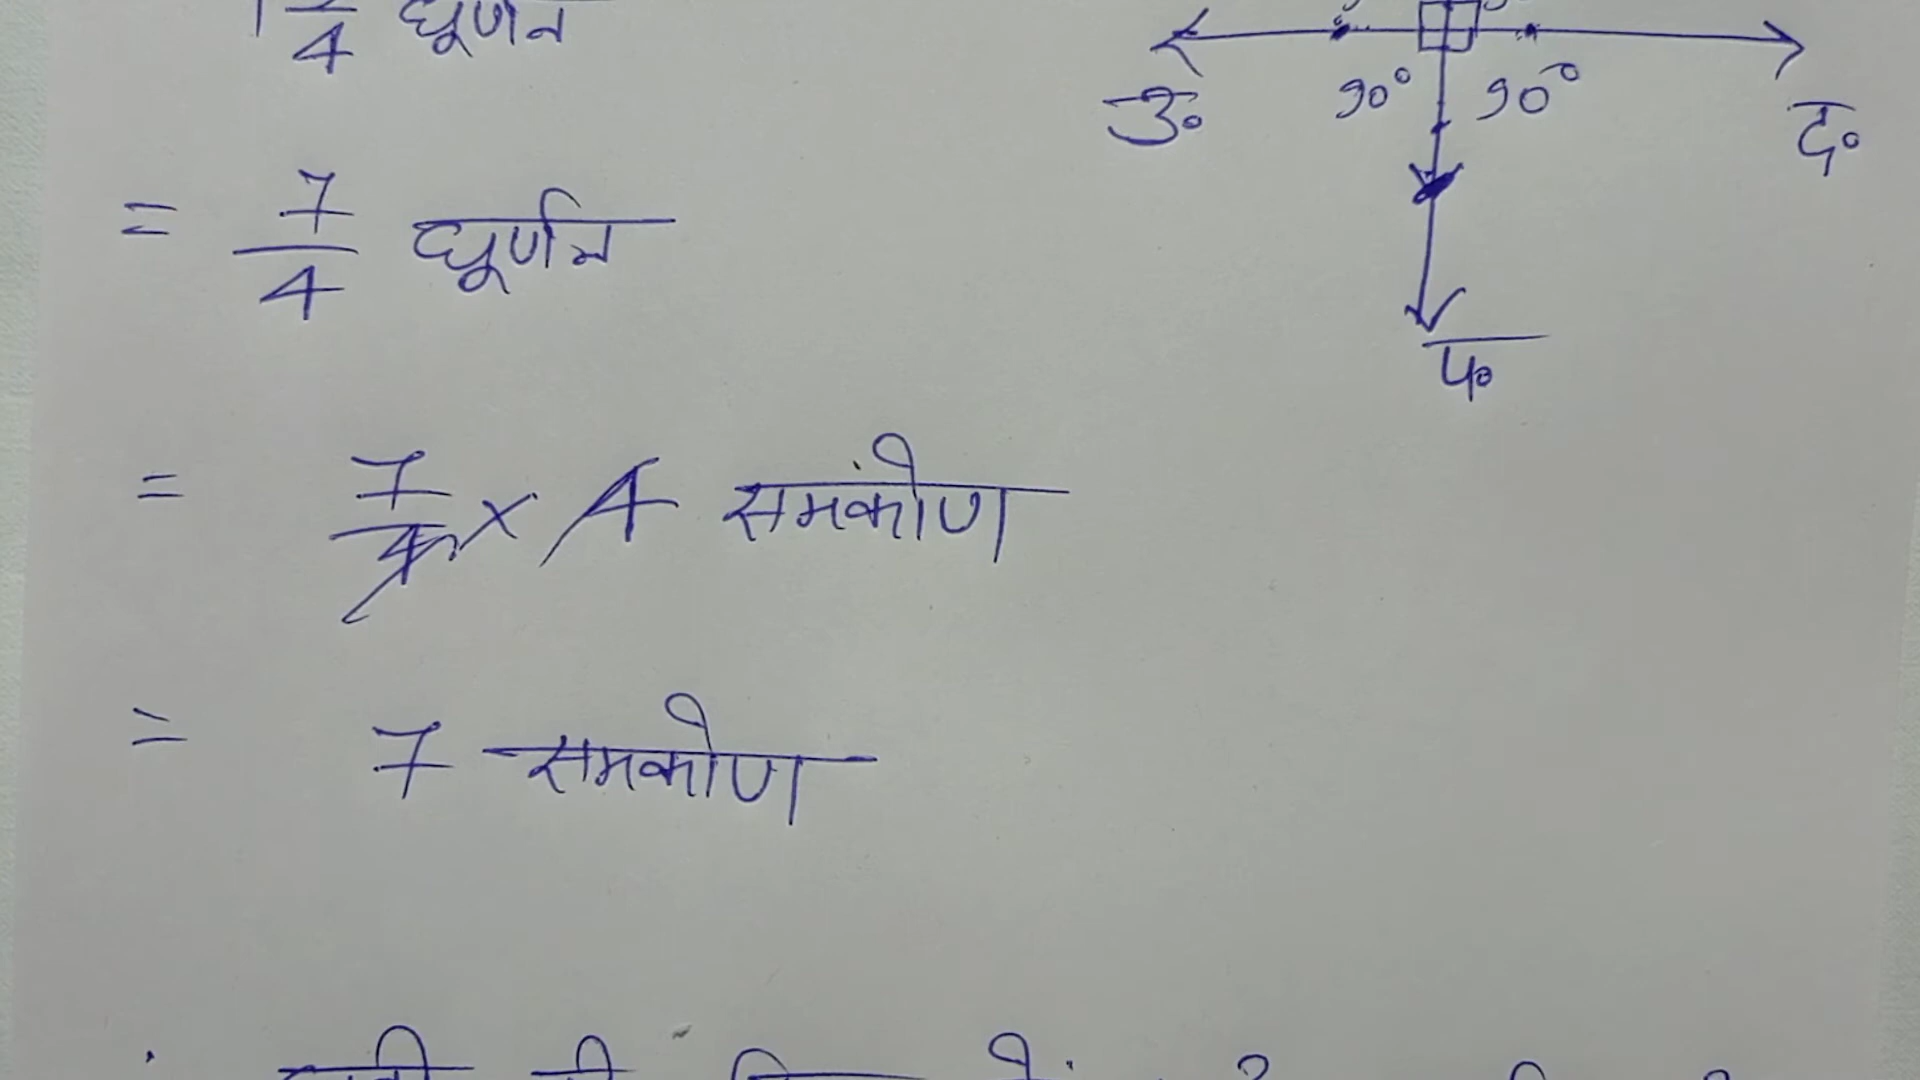 4 घूर्णन
उ॰ 90° 90° द॰
= 7/4 घूर्णन
प॰
= 7/4 × 4 समकोण
= 7 समकोण